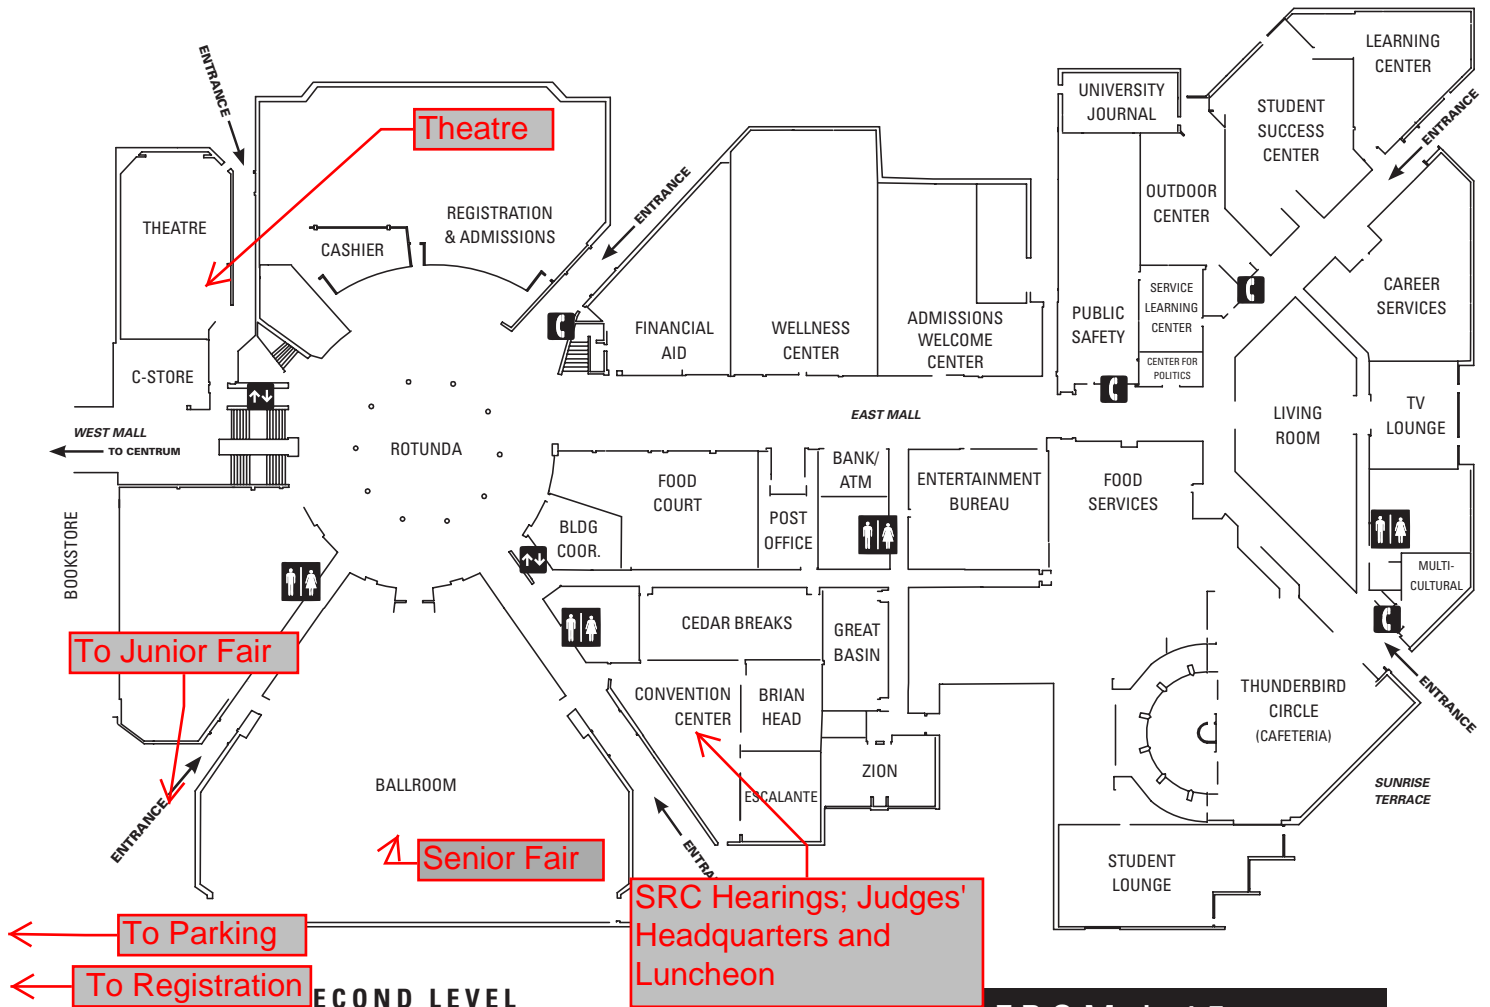 ENTRANCE
LEARNING
CENTER
UNIVERSITY
JOURNAL
STUDENT
SUCCESS
CENTER
ENTRANCE
Theatre
ENTRANCE
OUTDOOR
CENTER
THEATRE
REGISTRATION
& ADMISSIONS
CASHIER
SERVICE
LEARNING
CENTER
CAREER
SERVICES
FINANCIAL
AID
WELLNESS
CENTER
ADMISSIONS
WELCOME
CENTER
PUBLIC
SAFETY
CENTER FOR
POLITICS
C-STORE
EAST MALL
LIVING
ROOM
TV
LOUNGE
WEST MALL
TO CENTRUM
ROTUNDA
BANK/
ATM
FOOD
COURT
ENTERTAINMENT
BUREAU
FOOD
SERVICES
POST
OFFICE
BLDG
COOR.
BOOKSTORE
MULTI-
CULTURAL
CEDAR BREAKS
GREAT
BASIN
To Junior Fair
CONVENTION
CENTER
BRIAN
HEAD
THUNDERBIRD
CIRCLE
(CAFETERIA)
ENTRANCE
ZION
BALLROOM
ESCALANTE
SUNRISE
TERRACE
ENTRANCE
Senior Fair
STUDENT
LOUNGE
SRC Hearings; Judges'
Headquarters and
Luncheon
To Parking
To Registration
ECOND LEVEL